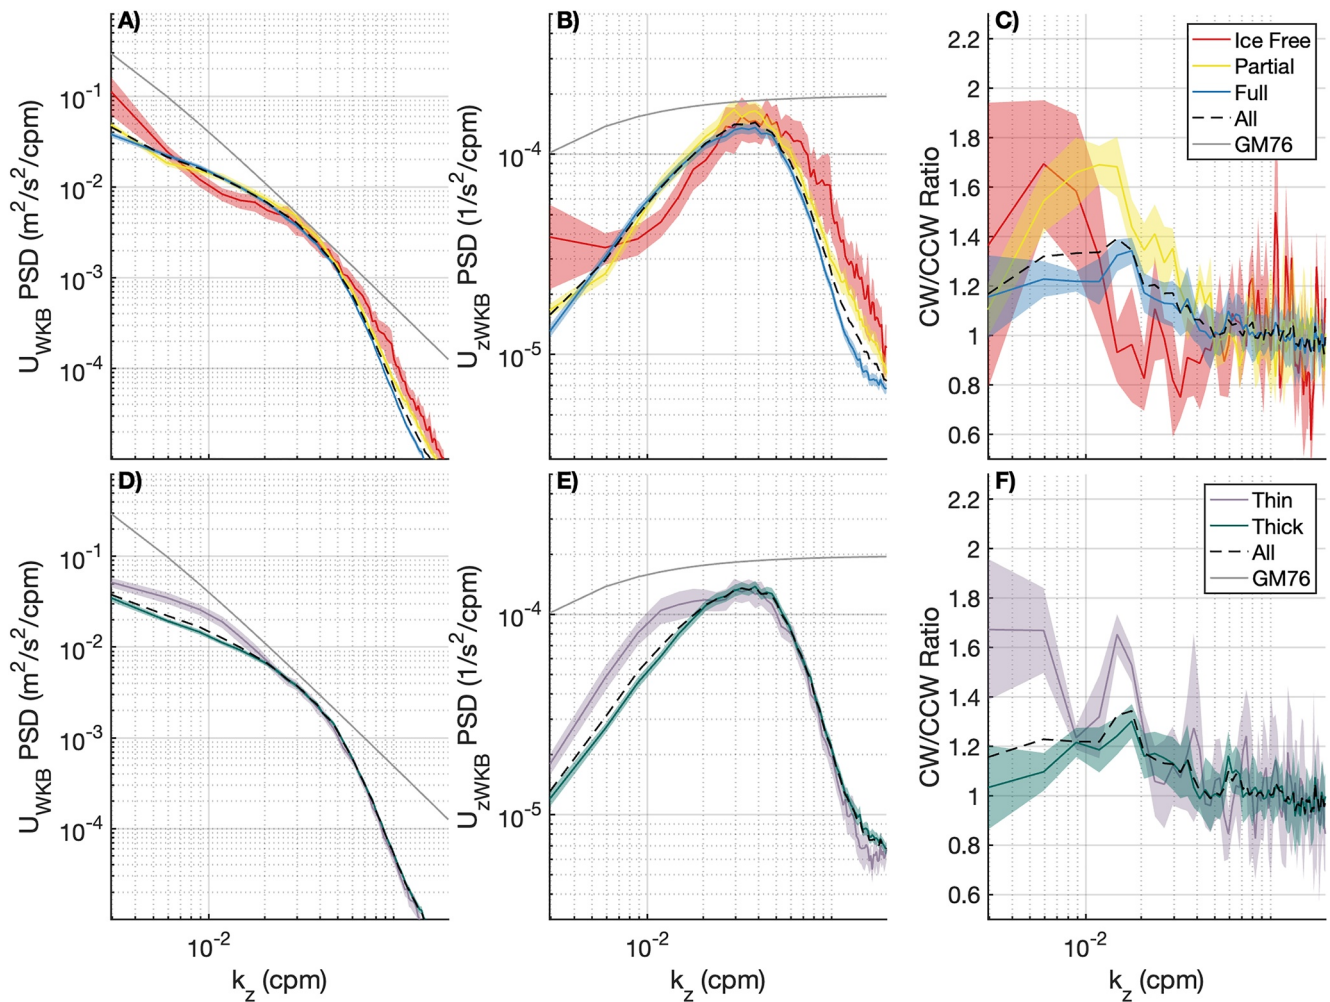 A)
U_WKB PSD (m^2/s^2/cpm)
10^-1
10^-2
10^-3
10^-4
B)
U_zWKB PSD (1/s^2/cpm)
10^-4
10^-5
C)
CW/CCW Ratio
2.2
2
1.8
1.6
1.4
1.2
1
0.8
0.6
Ice Free
Partial
Full
All
GM76
D)
U_WKB PSD (m^2/s^2/cpm)
10^-1
10^-2
10^-3
10^-4
10^-2
k_z (cpm)
E)
U_zWKB PSD (1/s^2/cpm)
10^-4
10^-5
10^-2
k_z (cpm)
F)
CW/CCW Ratio
2.2
2
1.8
1.6
1.4
1.2
1
0.8
0.6
Thin
Thick
All
GM76
10^-2
k_z (cpm)